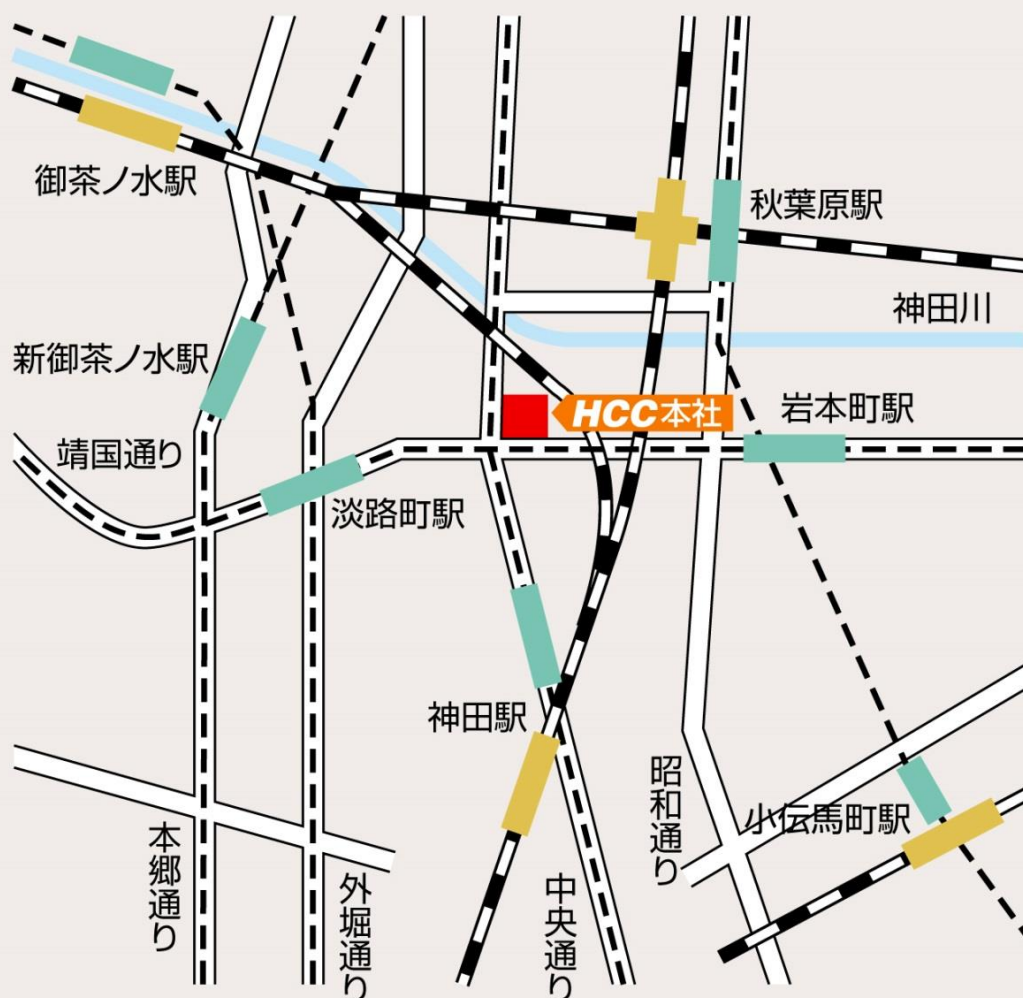 御茶ノ水駅
秋葉原駅
神田川
新御茶ノ水駅
HCC本社
岩本町駅
靖国通り
淡路町駅
神田駅
昭和通り
小伝馬町駅
本郷通り
外堀通り
中央通り